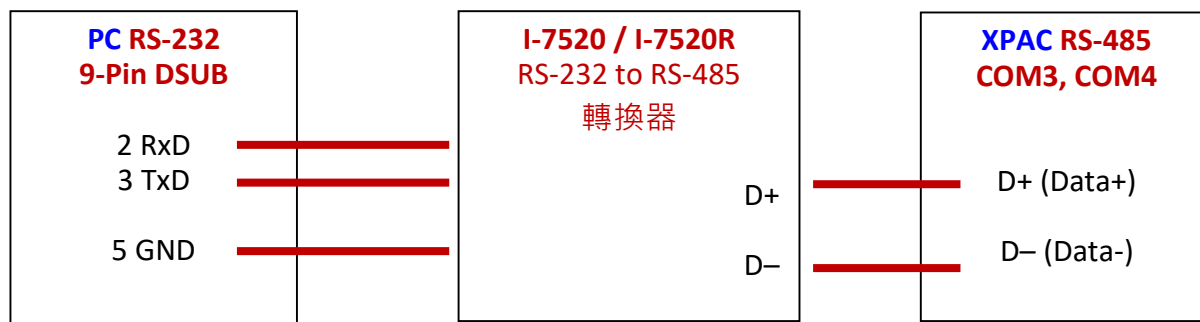 PC RS-232
9-Pin DSUB
2 RxD
3 TxD
5 GND
I-7520 / I-7520R
RS-232 to RS-485
轉換器
D+
D–
XPAC RS-485
COM3, COM4
D+ (Data+)
D– (Data-)